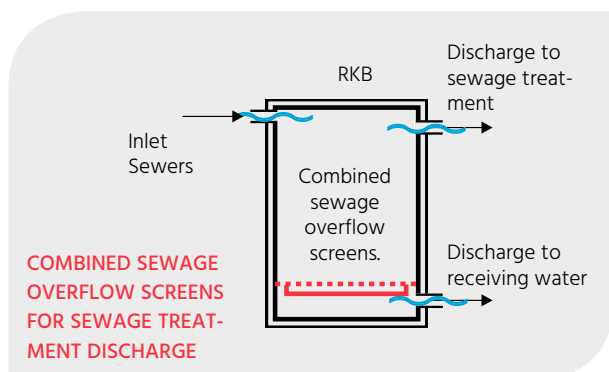 RKB
Discharge to
sewage treat-
ment
Inlet
Sewers
Combined
sewage
overflow
screens.
Discharge to
receiving water
COMBINED SEWAGE
OVERFLOW SCREENS
FOR SEWAGE TREAT-
MENT DISCHARGE